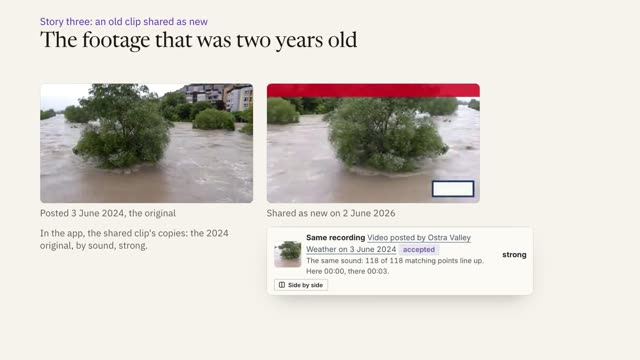 Story three: an old clip shared as new
The footage that was two years old
Posted 3 June 2024, the original
Shared as new on 2 June 2026
In the app, the shared clip's copies: the 2024
original, by sound, strong.
Same recording Video posted by Ostra Valley
Weather on 3 June 2024 accepted
The same sound: 118 of 118 matching points line up.
Here 00:00, there 00:03.
strong
Side by side